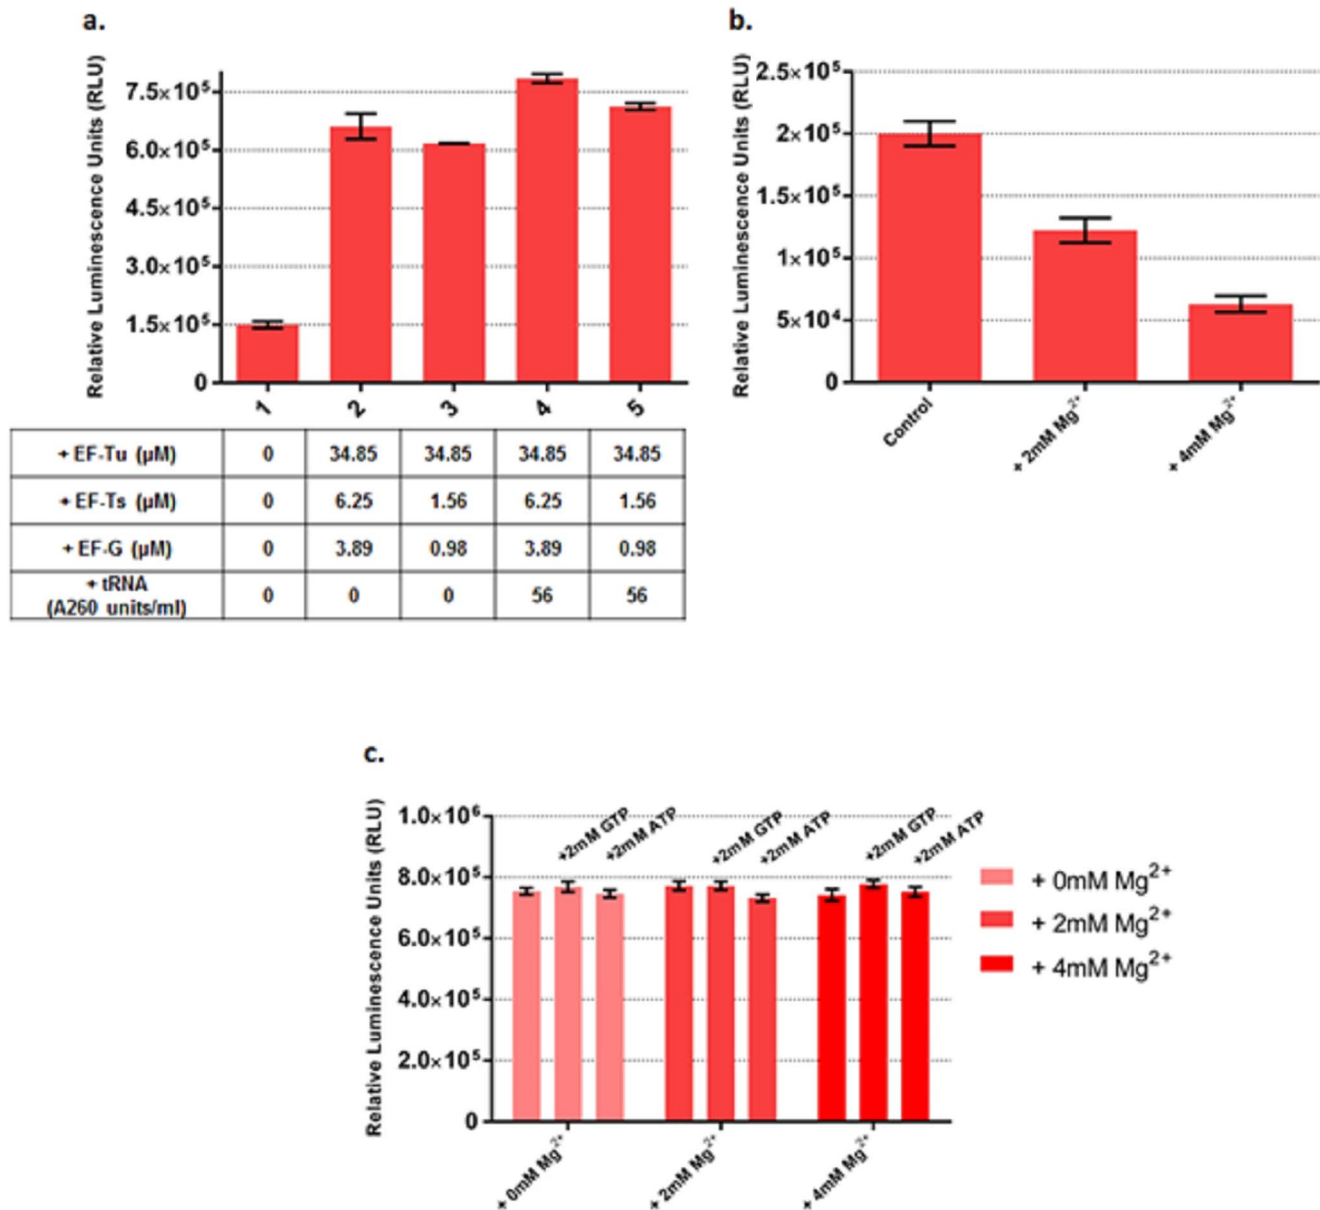 a.
Relative Luminescence Units (RLU)
7.5×10⁵
6.0×10⁵
4.5×10⁵
3.0×10⁵
1.5×10⁵
0
1 2 3 4 5
+ EF-Tu (µM) 0 34.85 34.85 34.85 34.85
+ EF-Ts (µM) 0 6.25 1.56 6.25 1.56
+ EF-G (µM) 0 3.89 0.98 3.89 0.98
+ tRNA
(A260 units/ml) 0 0 0 56 56
b.
Relative Luminescence Units (RLU)
2.5×10⁵
2×10⁵
1.5×10⁵
1×10⁵
5×10⁴
0
Control
+ 2mM Mg²⁺
+ 4mM Mg²⁺
c.
Relative Luminescence Units (RLU)
1.0×10⁶
8.0×10⁵
6.0×10⁵
4.0×10⁵
2.0×10⁵
0
+2mM GTP
+2mM ATP
+2mM GTP
+2mM ATP
+2mM GTP
+2mM ATP
+ 0mM Mg²⁺
+ 2mM Mg²⁺
+ 4mM Mg²⁺
+ 0mM Mg²⁺
+ 2mM Mg²⁺
+ 4mM Mg²⁺